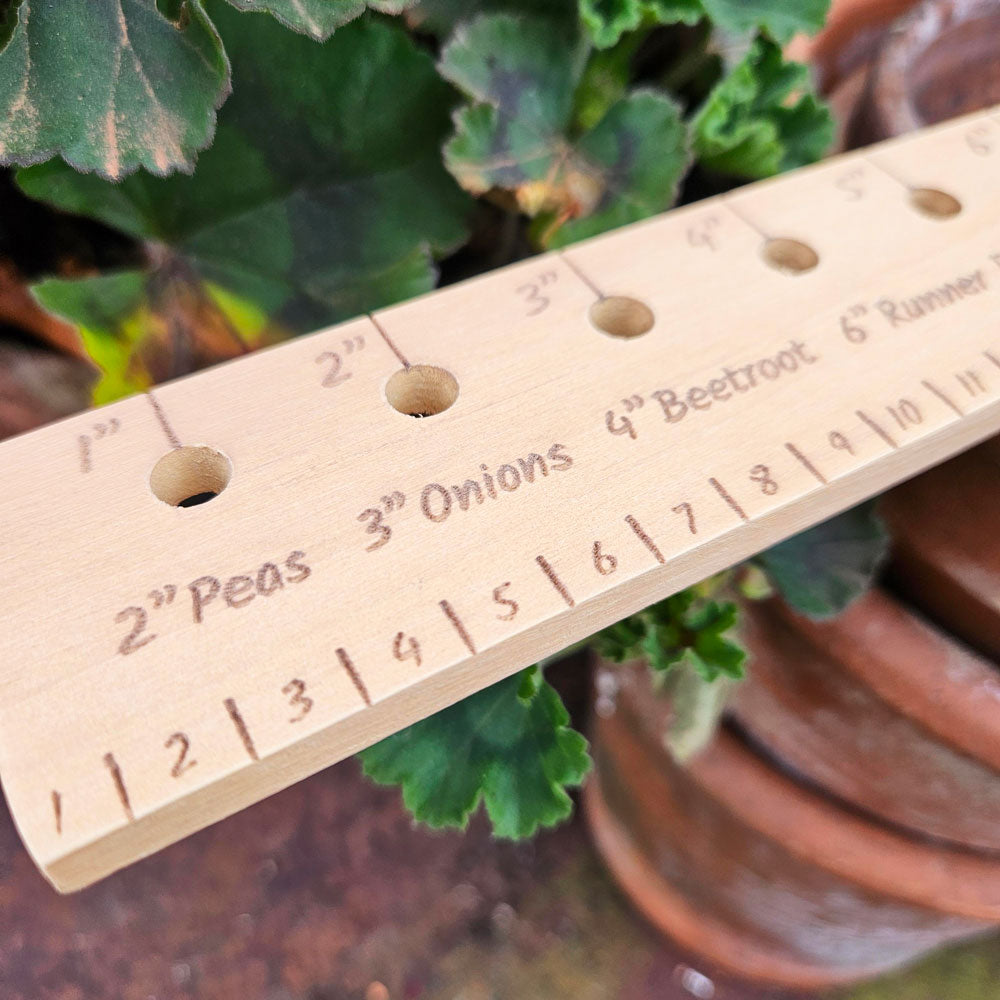 1” 2” 3” 4” 5” 6”
2” Peas 3” Onions 4” Beetroot 6” Runner
1 2 3 4 5 6 7 8 9 10 11